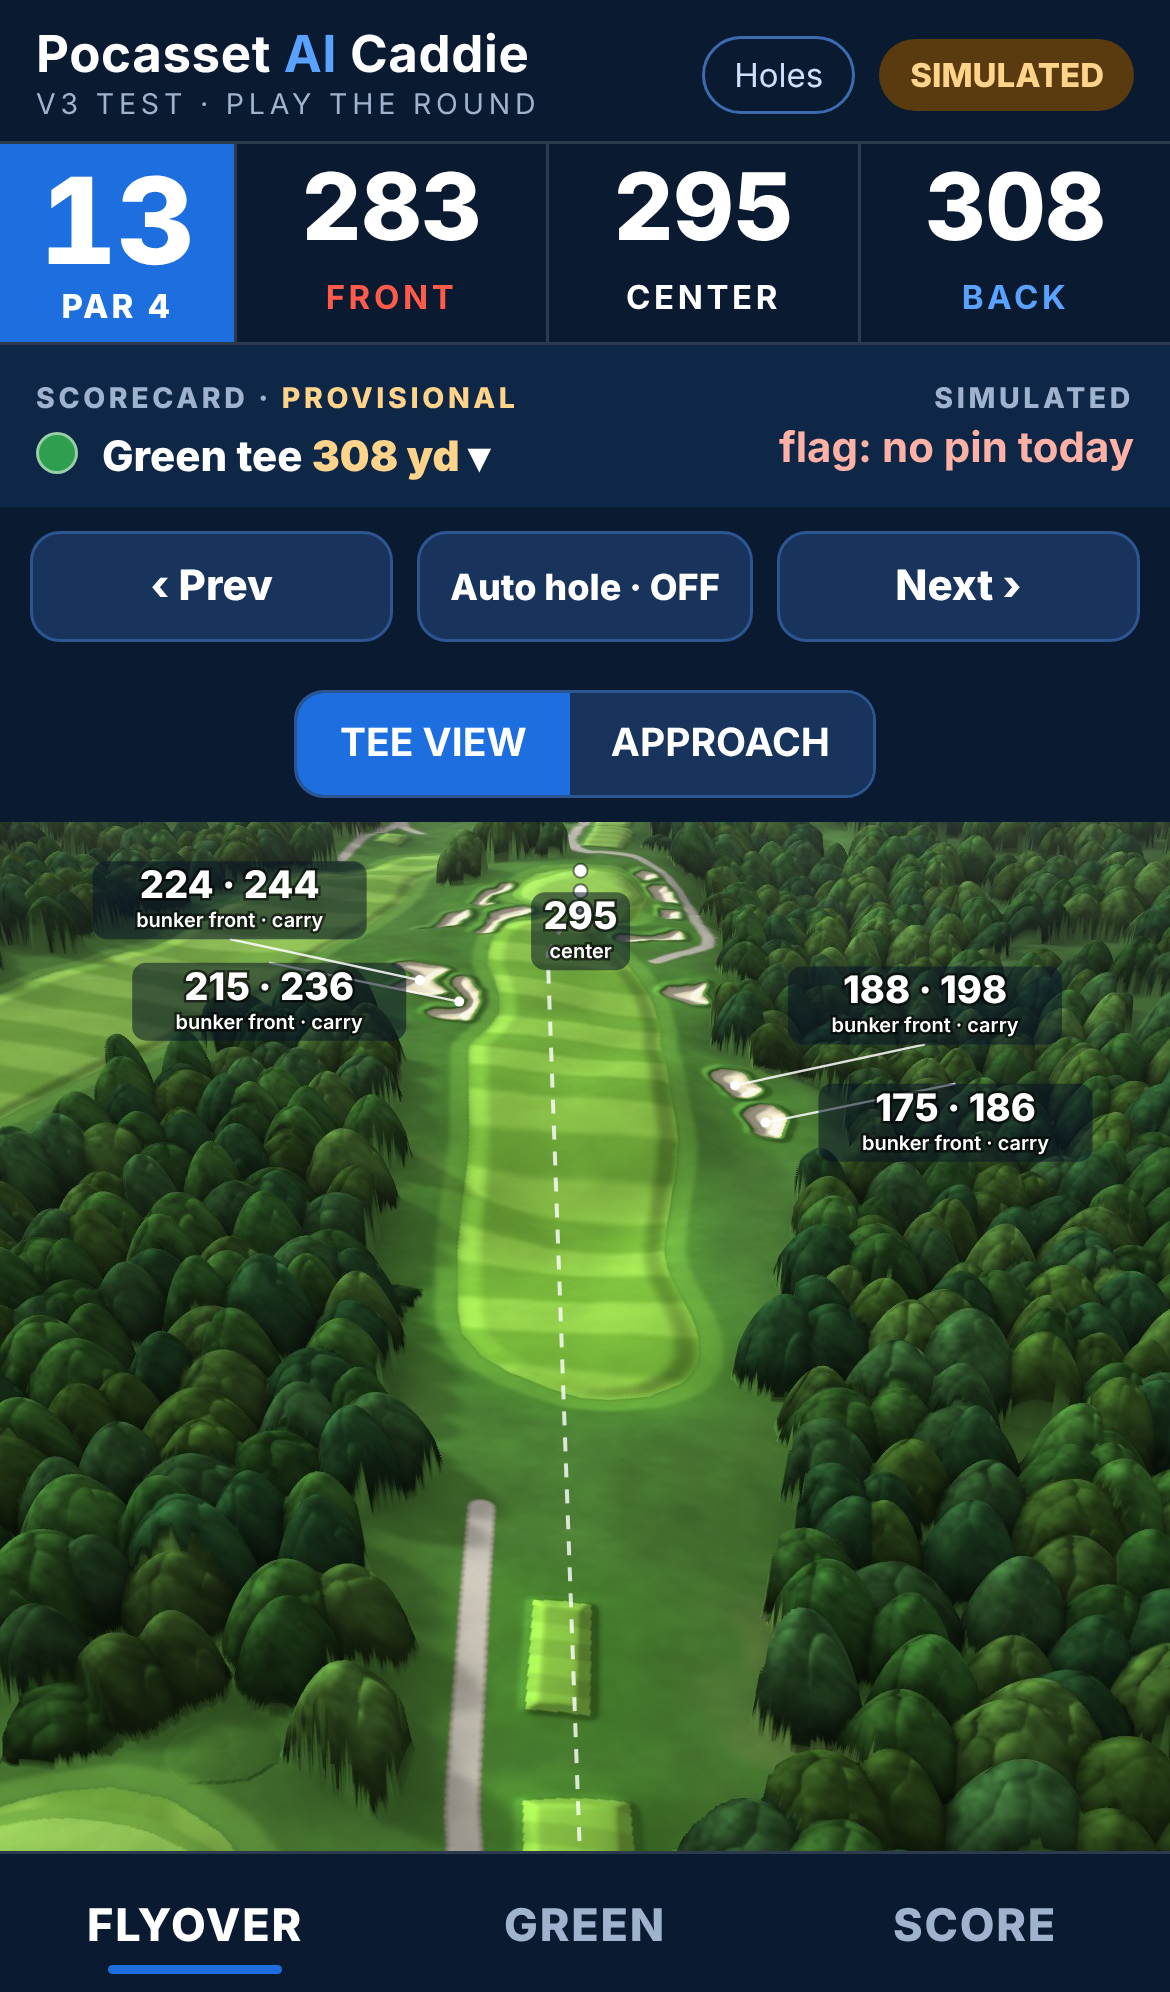 Pocasset AI Caddie
V3 TEST · PLAY THE ROUND
Holes
SIMULATED
13
PAR 4
283
FRONT
295
CENTER
308
BACK
SCORECARD · PROVISIONAL
Green tee 308 yd ▾
SIMULATED
flag: no pin today
‹ Prev
Auto hole · OFF
Next ›
TEE VIEW
APPROACH
224 · 244
bunker front · carry
295
center
215 · 236
bunker front · carry
188 · 198
bunker front · carry
175 · 186
bunker front · carry
FLYOVER
GREEN
SCORE